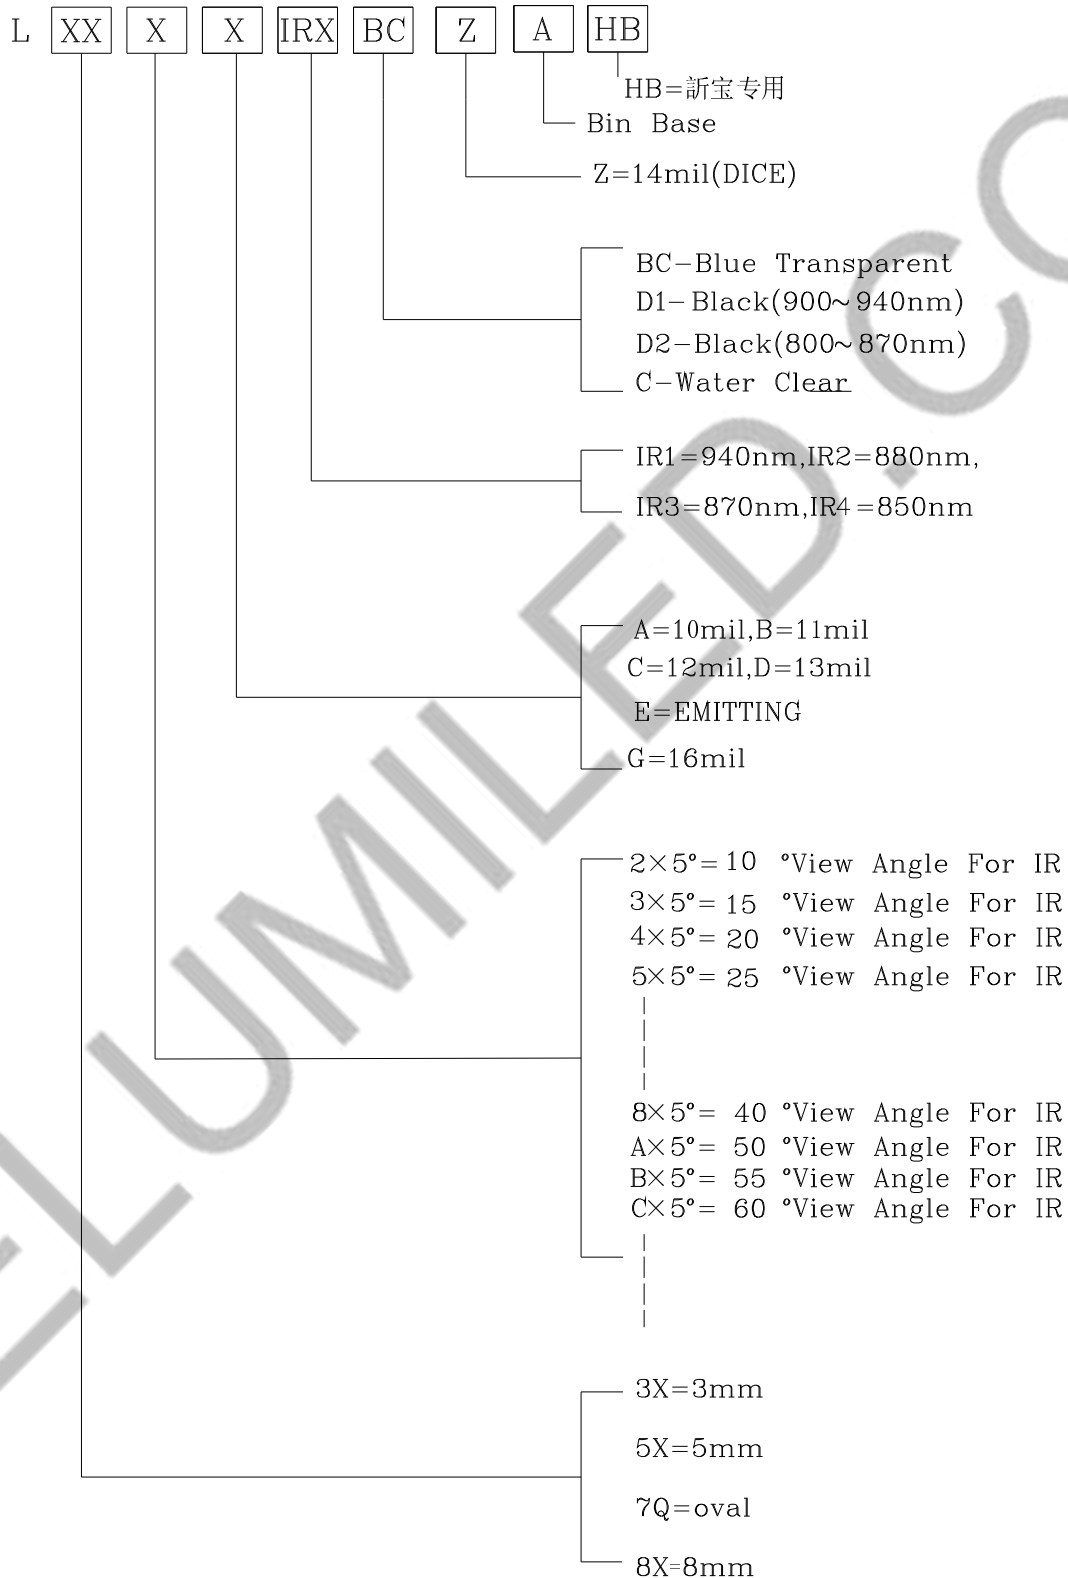 L XX X X IRX BC Z A HB
HB=訢宝专用
Bin Base
Z=14mil(DICE)
BC-Blue Transparent
D1-Black(900~940nm)
D2-Black(800~870nm)
C-Water Clear
IR1=940nm,IR2=880nm,
IR3=870nm,IR4=850nm
A=10mil,B=11mil
C=12mil,D=13mil
E=EMITTING
G=16mil
2×5°=10 °View Angle For IR
3×5°=15 °View Angle For IR
4×5°=20 °View Angle For IR
5×5°=25 °View Angle For IR
8×5°= 40 °View Angle For IR
A×5°= 50 °View Angle For IR
B×5°= 55 °View Angle For IR
C×5°= 60 °View Angle For IR
3X=3mm
5X=5mm
7Q=oval
8X=8mm
ELUMILED.CO